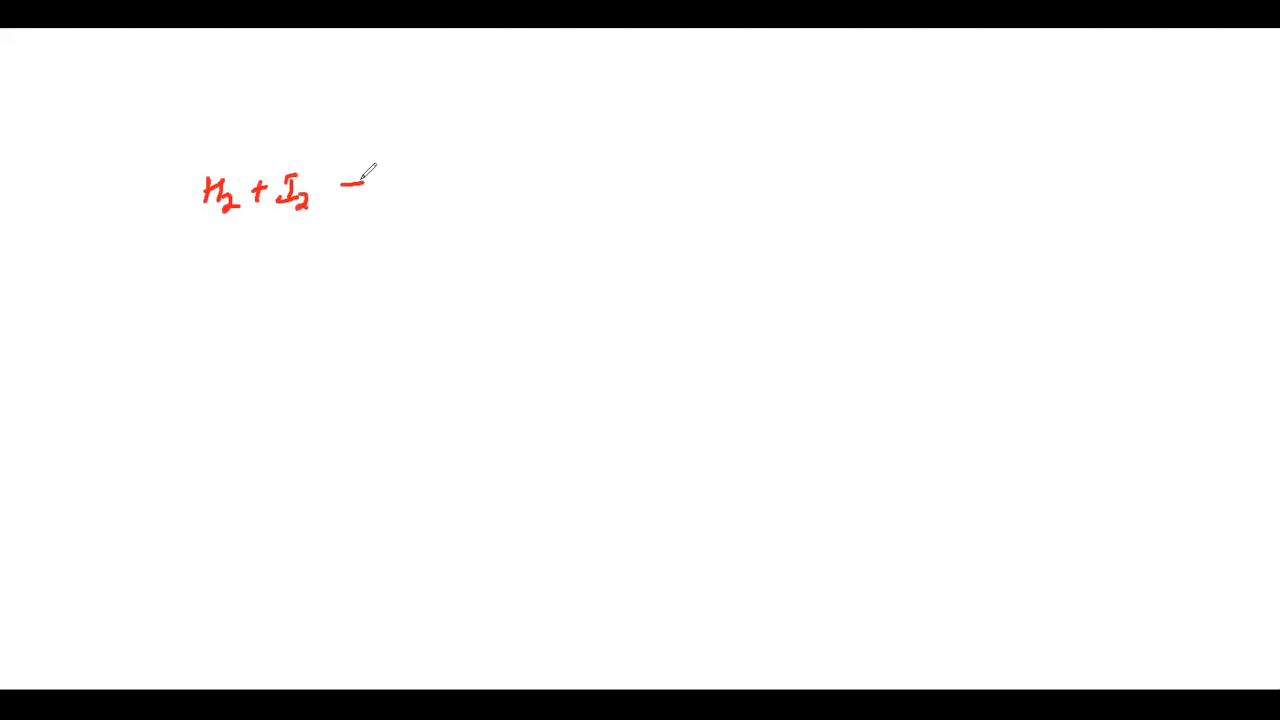 H₂ + I₂ –